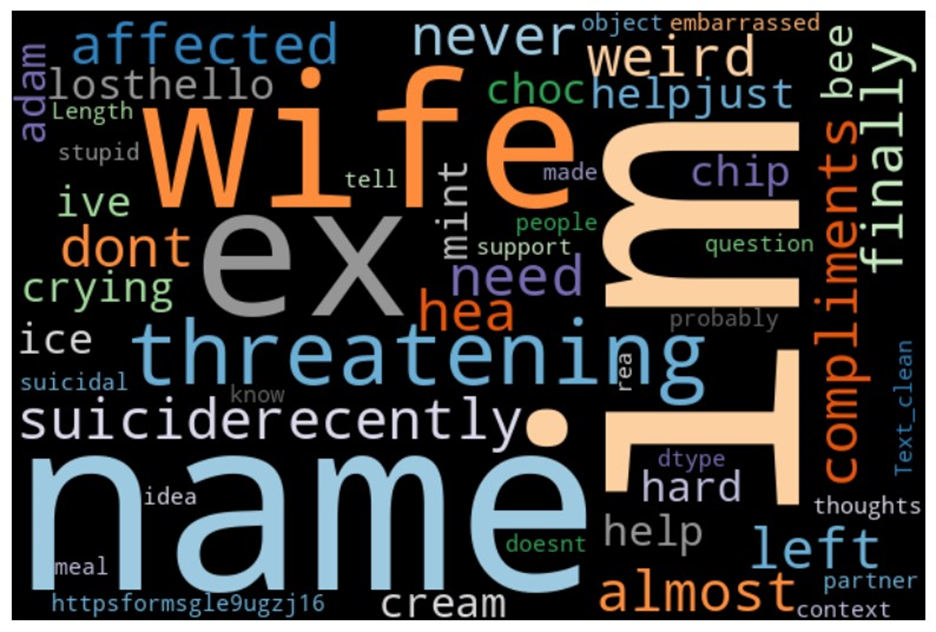 object embarrassed
affected
never
weird
bee
finally
adam
losthello
choc
helpjust
Length
wife
stupid
tell
made
chip
compliments
mint
im
ive
people
ex
support
question
dont
need
crying
hea
probably
ice
threatening
rea
suicidal
know
Text_clean
suiciderecently
dtype
name
idea
hard
thoughts
help
left
doesnt
meal
almost
partner
httpsformsgle9ugzj16
cream
context